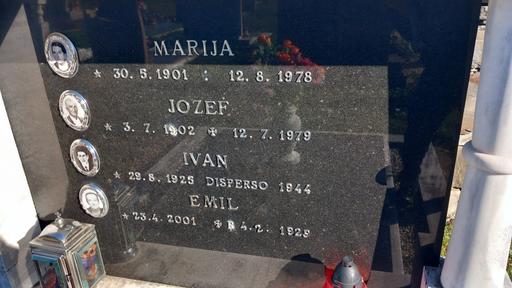 MARIJA
* 30.5.1901 : 12.8.1978
JOZEF
* 3.7.1902 ✠ 12.7.1979
IVAN
* 29.8.1925 DISPERSO 1944
EMIL
* 23.4.2001 ✠ 4.2.1929